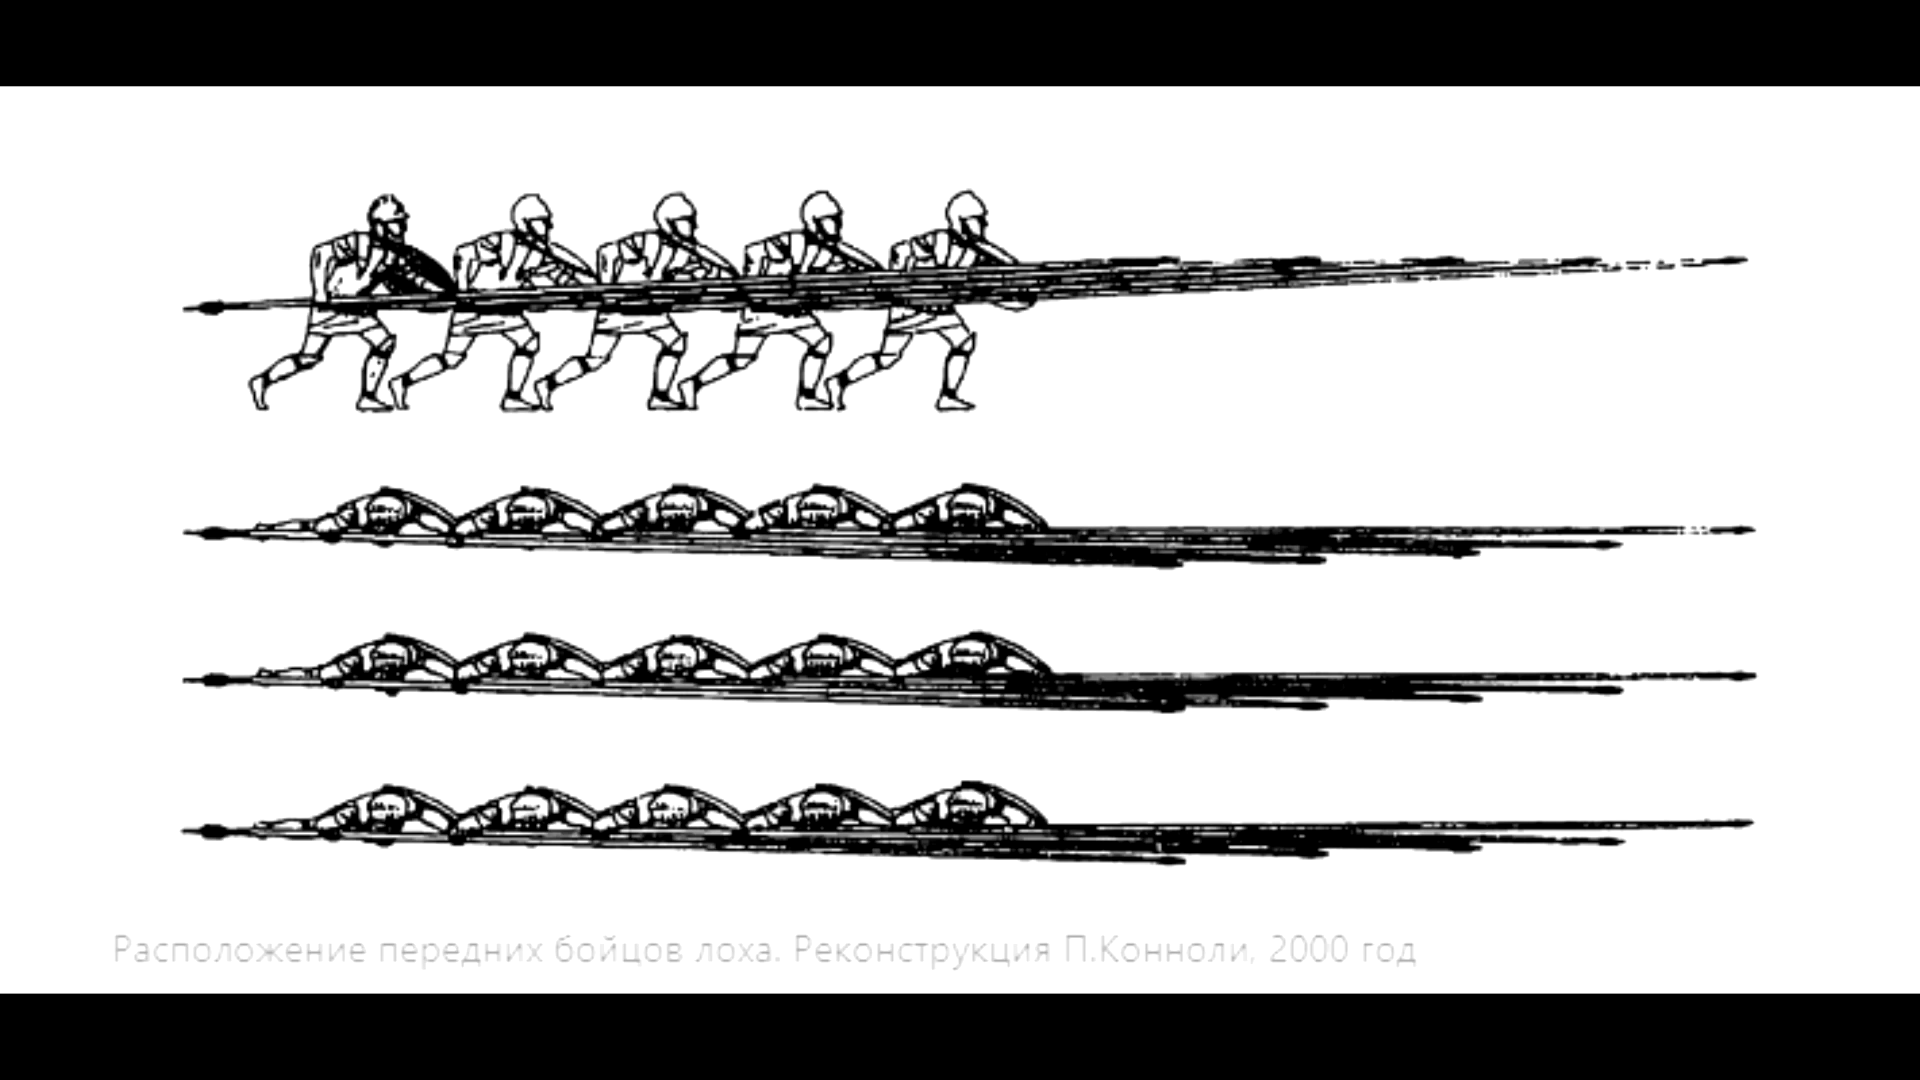 Расположение передних бойцов лоха. Реконструкция П.Конноли, 2000 год